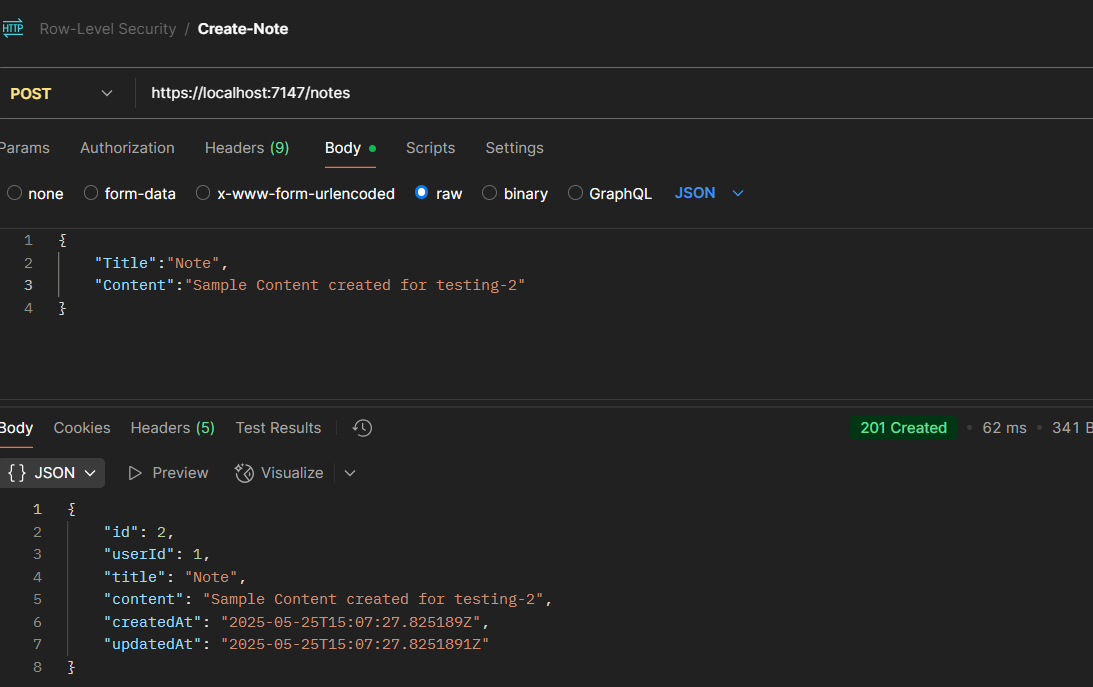 HTTP Row-Level Security / Create-Note
POST https://localhost:7147/notes
Params Authorization Headers (9) Body Scripts Settings
none form-data x-www-form-urlencoded raw binary GraphQL JSON
1 {
2 "Title":"Note",
3 "Content":"Sample Content created for testing-2"
4 }
Body Cookies Headers (5) Test Results 201 Created • 62 ms • 341 B
{} JSON Preview Visualize
1 {
2 "id": 2,
3 "userId": 1,
4 "title": "Note",
5 "content": "Sample Content created for testing-2",
6 "createdAt": "2025-05-25T15:07:27.825189Z",
7 "updatedAt": "2025-05-25T15:07:27.8251891Z"
8 }